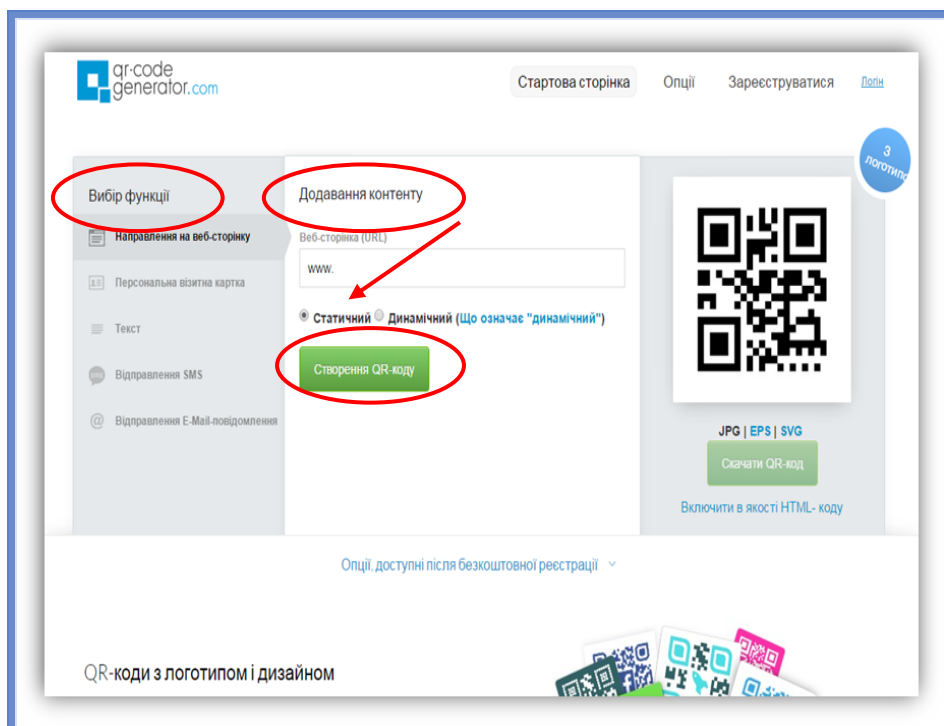 qr-code
generator.com
Стартова сторінка Опції Зареєструватися Логін
З
логотипо
Вибір функції
Направлення на веб-сторінку
Персональна візитна картка
Текст
Відправлення SMS
Відправлення E-Mail-повідомлення
Додавання контенту
Веб-сторінка (URL)
www.
Статичний Динамічний (Що означає "динамічний")
Створення QR-коду
JPG | EPS | SVG
Скачати QR-код
Включити в якості HTML- коду
Опції, доступні після безкоштовної реєстрації
QR-коди з логотипом і дизайном